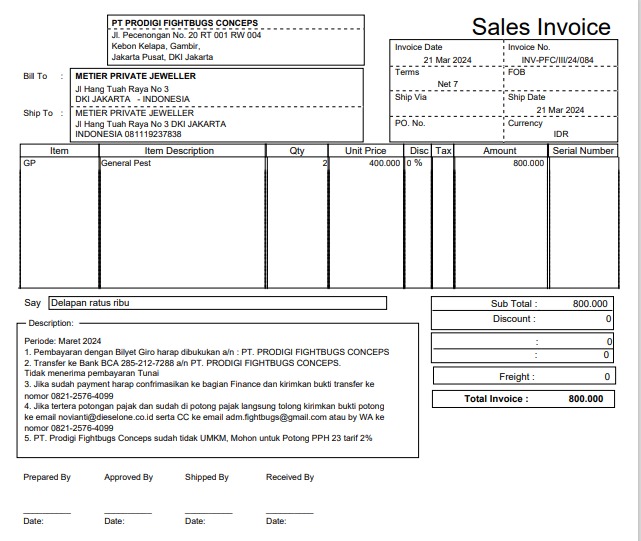 Sales Invoice
PT PRODIGI FIGHTBUGS CONCEPS
Jl. Pecenongan No. 20 RT 001 RW 004
Kebon Kelapa, Gambir,
Jakarta Pusat, DKI Jakarta
Invoice Date Invoice No.
21 Mar 2024 INV-PFC/III/24/084
Terms FOB
Net 7
Ship Via Ship Date
21 Mar 2024
PO. No. Currency
IDR
Bill To : METIER PRIVATE JEWELLER
Jl Hang Tuah Raya No 3
DKI JAKARTA - INDONESIA
Ship To : METIER PRIVATE JEWELLER
Jl Hang Tuah Raya No 3 DKI JAKARTA
INDONESIA 081119237838
Item Item Description Qty Unit Price Disc Tax Amount Serial Number
GP General Pest 2 400.000 0 % 800.000
Say Delapan ratus ribu
Sub Total : 800.000
Discount : 0
: 0
: 0
Freight : 0
Total Invoice : 800.000
Description:
Periode: Maret 2024
1. Pembayaran dengan Bilyet Giro harap dibukukan a/n : PT. PRODIGI FIGHTBUGS CONCEPS
2. Transfer ke Bank BCA 285-212-7288 a/n PT. PRODIGI FIGHTBUGS CONCEPS.
Tidak menerima pembayaran Tunai
3. Jika sudah payment harap confrimasikan ke bagian Finance dan kirimkan bukti transfer ke
nomor 0821-2576-4099
4. Jika tertera potongan pajak dan sudah di potong pajak langsung tolong kirimkan bukti potong
ke email novianti@dieselone.co.id serta CC ke email adm.fightbugs@gmail.com atau by WA ke
nomor 0821-2576-4099
5. PT. Prodigi Fightbugs Conceps sudah tidak UMKM, Mohon untuk Potong PPH 23 tarif 2%
Prepared By Approved By Shipped By Received By
Date: Date: Date: Date: